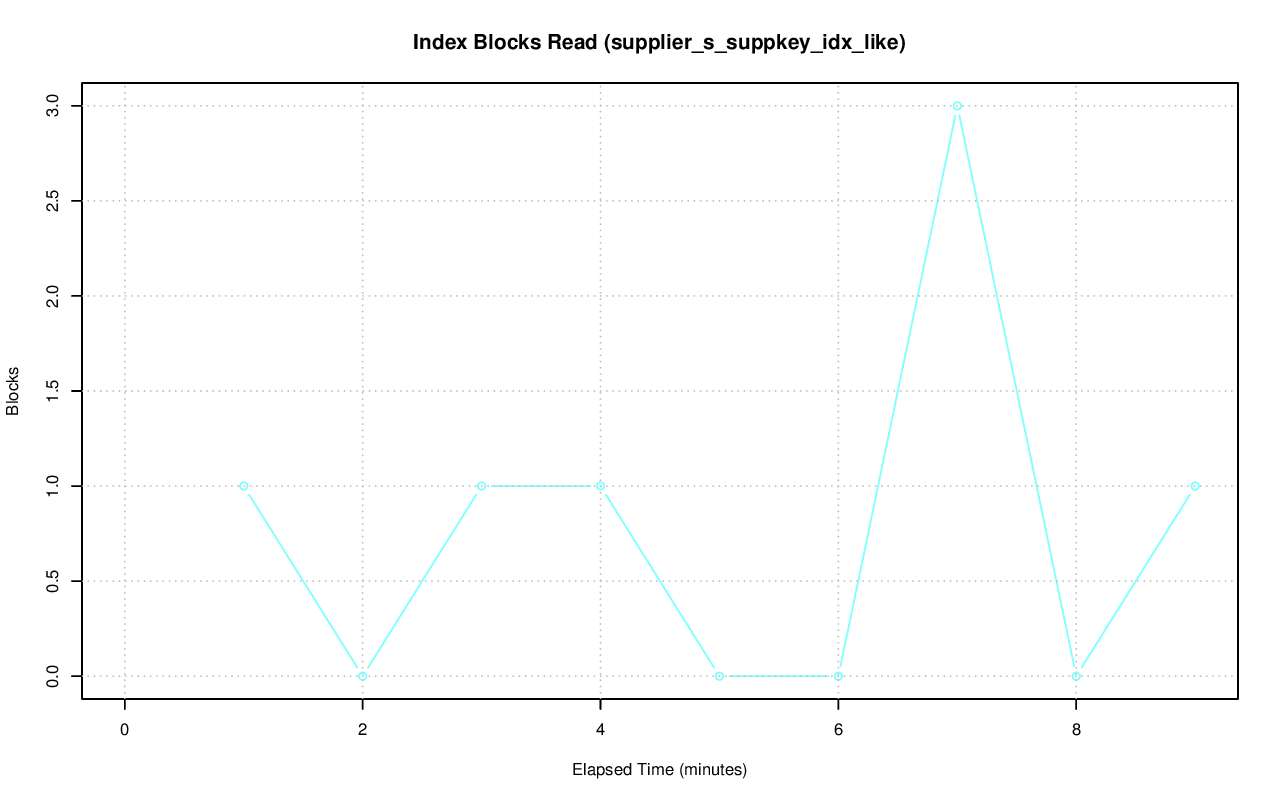 Index Blocks Read (supplier_s_suppkey_idx_like)
3.0
2.5
2.0
1.5
1.0
0.5
0.0
Blocks
0 2 4 6 8
Elapsed Time (minutes)